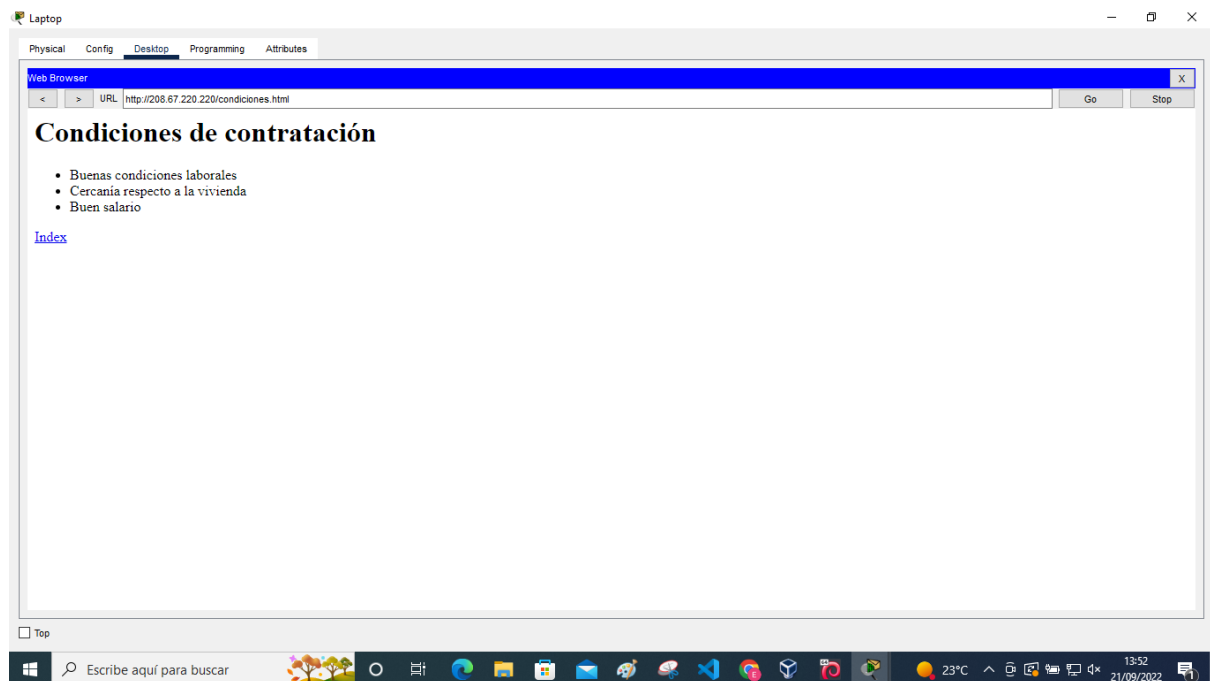 Laptop
Physical Config Desktop Programming Attributes
Web Browser X
< > URL http://208.67.220.220/condiciones.html Go Stop
Condiciones de contratación
• Buenas condiciones laborales
• Cercanía respecto a la vivienda
• Buen salario
Index
Top
Escribe aquí para buscar 23°C 13:52
21/09/2022